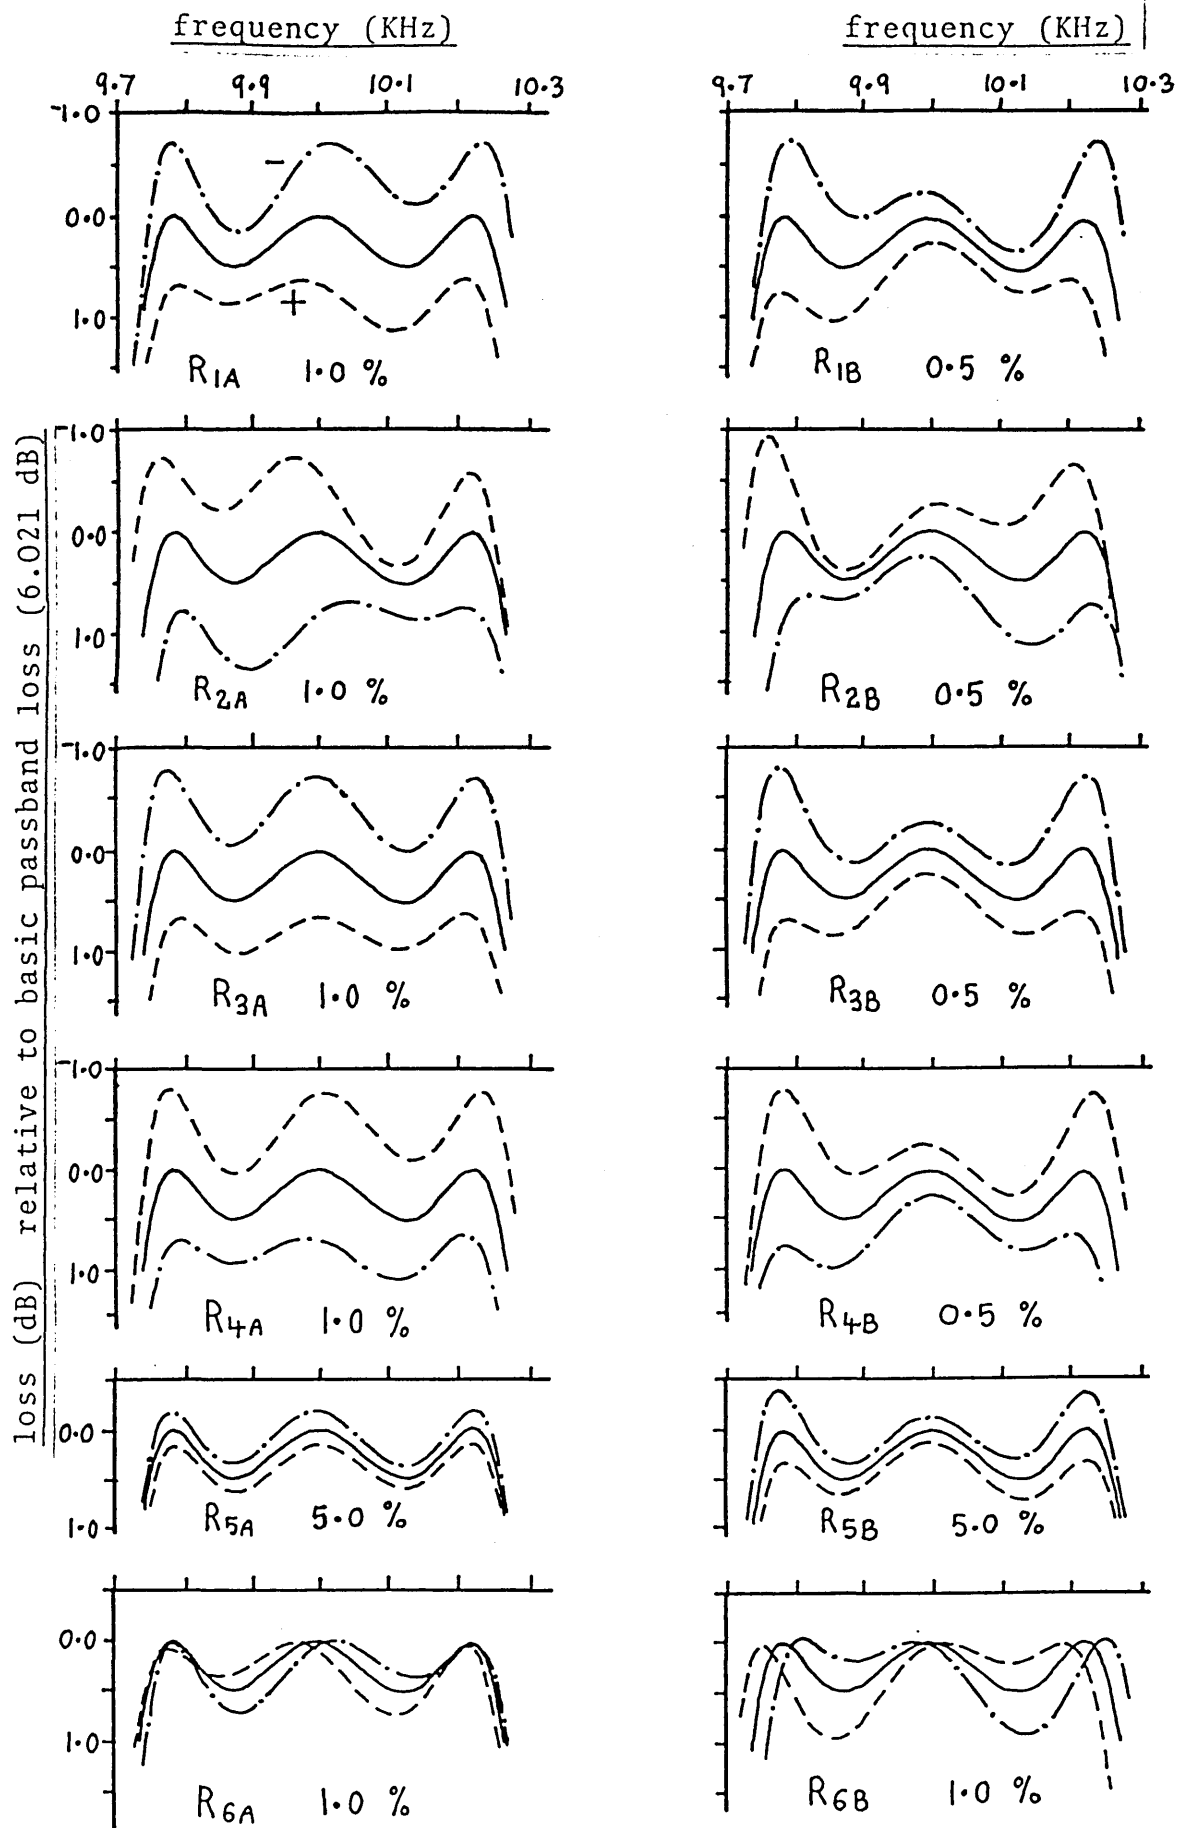 frequency (KHz)
frequency (KHz)
9.7 9.9 10.1 10.3
9.7 9.9 10.1 10.3
loss (dB) relative to basic passband loss (6.021 dB)
-1.0
0.0
1.0
-
+
R1A 1.0 %
R1B 0.5 %
-1.0
0.0
1.0
R2A 1.0 %
R2B 0.5 %
-1.0
0.0
1.0
R3A 1.0 %
R3B 0.5 %
-1.0
0.0
1.0
R4A 1.0 %
R4B 0.5 %
0.0
1.0
R5A 5.0 %
R5B 5.0 %
0.0
1.0
R6A 1.0 %
R6B 1.0 %